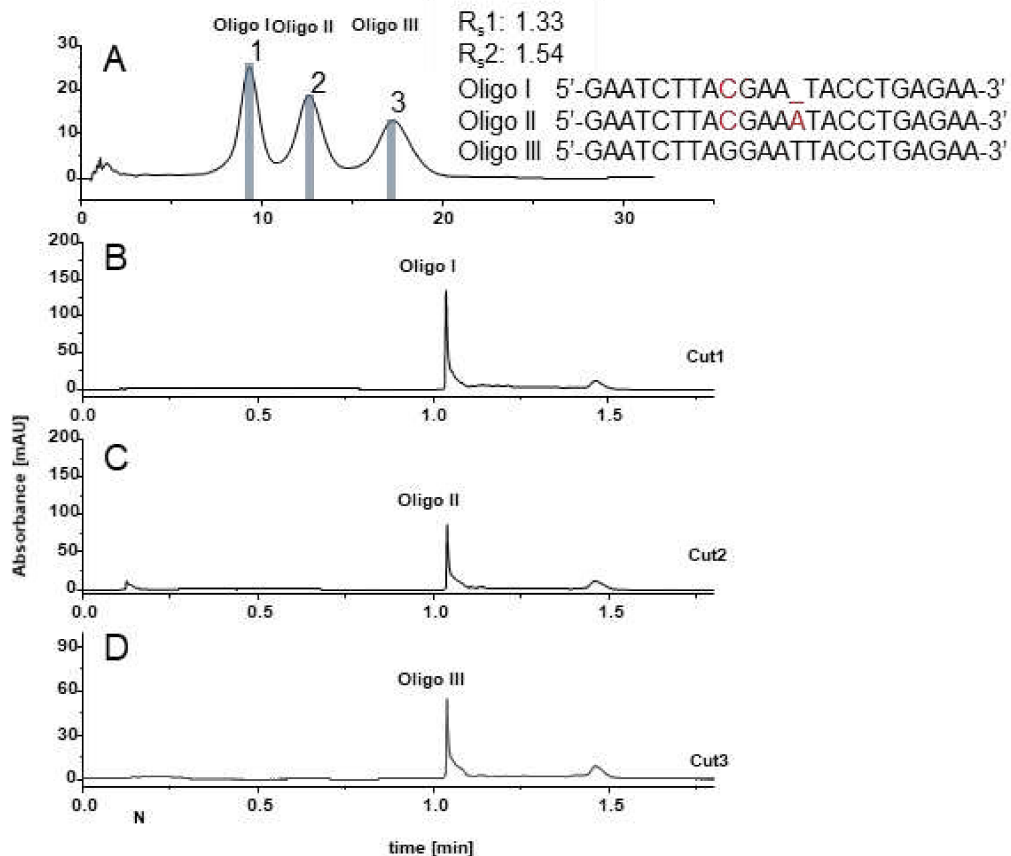 Oligo I Oligo II Oligo III
R_s1: 1.33
R_s2: 1.54
A
1
2
3
Oligo I 5'-GAATCTTACGAA_TACCTGAGAA-3'
Oligo II 5'-GAATCTTACGAAATACCTGAGAA-3'
Oligo III 5'-GAATCTTAGGAATTACCTGAGAA-3'
30
20
10
0
0 10 20 30
B
200
150
100
50
0
Oligo I
Cut1
0.0 0.5 1.0 1.5
C
200
150
100
50
0
Oligo II
Cut2
0.0 0.5 1.0 1.5
D
90
60
30
0
Oligo III
Cut3
0.0 0.5 1.0 1.5
N
Absorbance [mAU]
time [min]